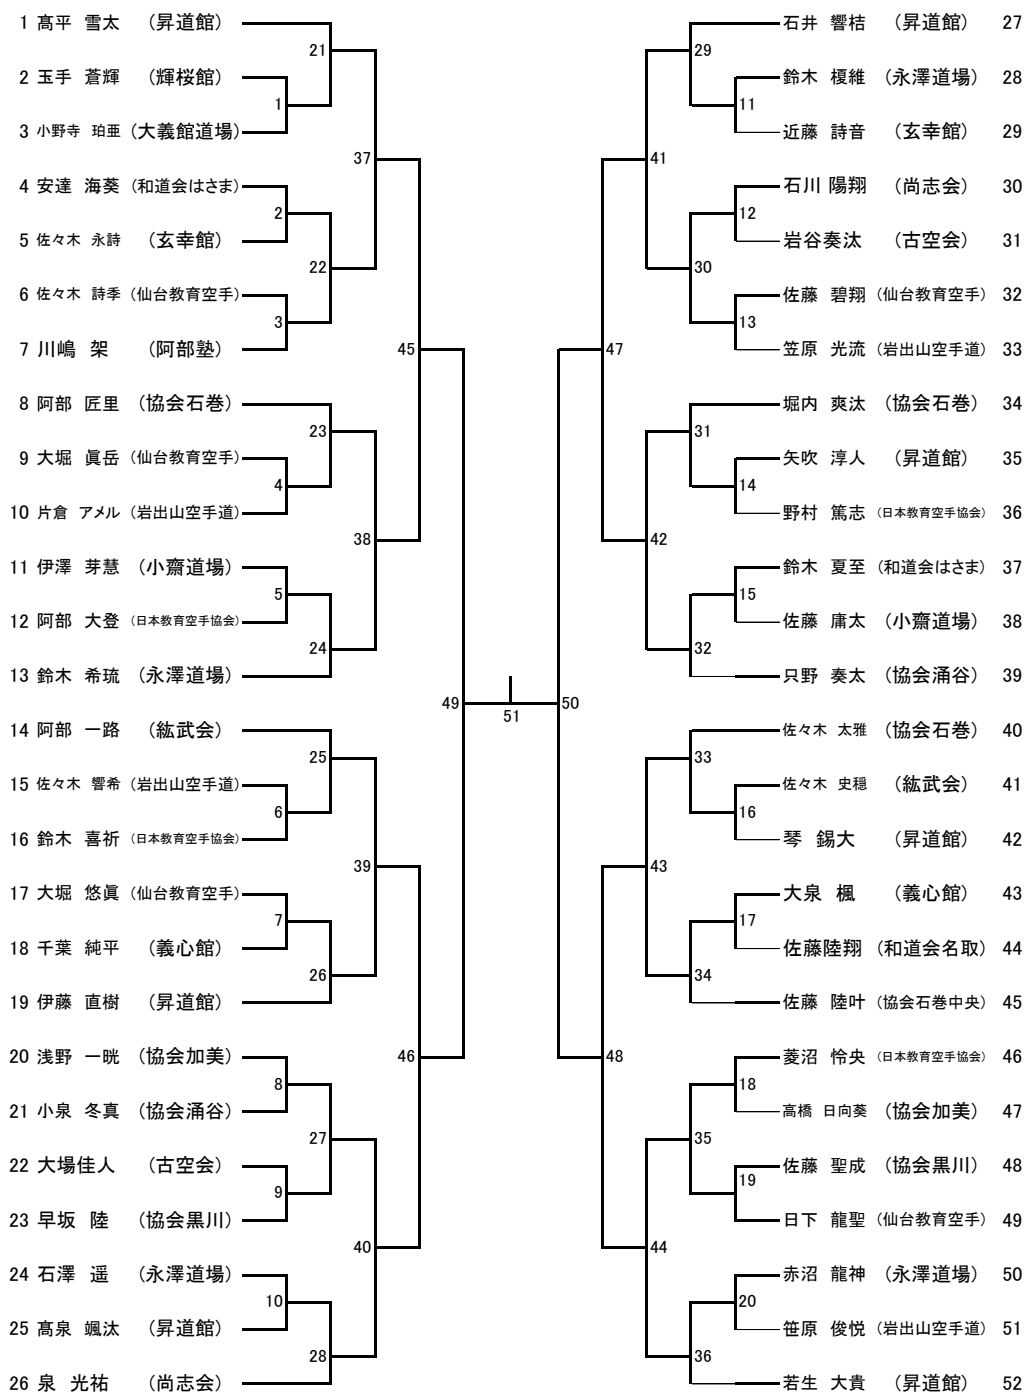 1 髙平 雪太 (昇道館)
2 玉手 蒼輝 (輝桜館)
3 小野寺 珀亜 (大義館道場)
4 安達 海葵 (和道会はさま)
5 佐々木 永詩 (玄幸館)
6 佐々木 詩季 (仙台教育空手)
7 川嶋 架 (阿部塾)
8 阿部 匠里 (協会石巻)
9 大堀 眞岳 (仙台教育空手)
10 片倉 アメル (岩出山空手道)
11 伊澤 芽慧 (小齋道場)
12 阿部 大登 (日本教育空手協会)
13 鈴木 希琉 (永澤道場)
14 阿部 一路 (紘武会)
15 佐々木 響希 (岩出山空手道)
16 鈴木 喜祈 (日本教育空手協会)
17 大堀 悠眞 (仙台教育空手)
18 千葉 純平 (義心館)
19 伊藤 直樹 (昇道館)
20 浅野 一晄 (協会加美)
21 小泉 冬真 (協会涌谷)
22 大場佳人 (古空会)
23 早坂 陸 (協会黒川)
24 石澤 遥 (永澤道場)
25 髙泉 颯汰 (昇道館)
26 泉 光祐 (尚志会)
21
1
37
2
22
3
45
23
4
38
5
24
49
25
6
39
7
26
46
8
27
9
40
10
28
51
29
11
41
12
30
13
47
31
14
42
15
32
50
33
16
43
17
34
48
18
35
19
44
20
36
石井 響桔 (昇道館) 27
鈴木 榎維 (永澤道場) 28
近藤 詩音 (玄幸館) 29
石川 陽翔 (尚志会) 30
岩谷奏汰 (古空会) 31
佐藤 碧翔 (仙台教育空手) 32
笠原 光流 (岩出山空手道) 33
堀内 爽汰 (協会石巻) 34
矢吹 淳人 (昇道館) 35
野村 篤志 (日本教育空手協会) 36
鈴木 夏至 (和道会はさま) 37
佐藤 庸太 (小齋道場) 38
只野 奏太 (協会涌谷) 39
佐々木 太雅 (協会石巻) 40
佐々木 史穏 (紘武会) 41
琴 錫大 (昇道館) 42
大泉 楓 (義心館) 43
佐藤陸翔 (和道会名取) 44
佐藤 陸叶 (協会石巻中央) 45
菱沼 怜央 (日本教育空手協会) 46
高橋 日向葵 (協会加美) 47
佐藤 聖成 (協会黒川) 48
日下 龍聖 (仙台教育空手) 49
赤沼 龍神 (永澤道場) 50
笹原 俊悦 (岩出山空手道) 51
若生 大貴 (昇道館) 52